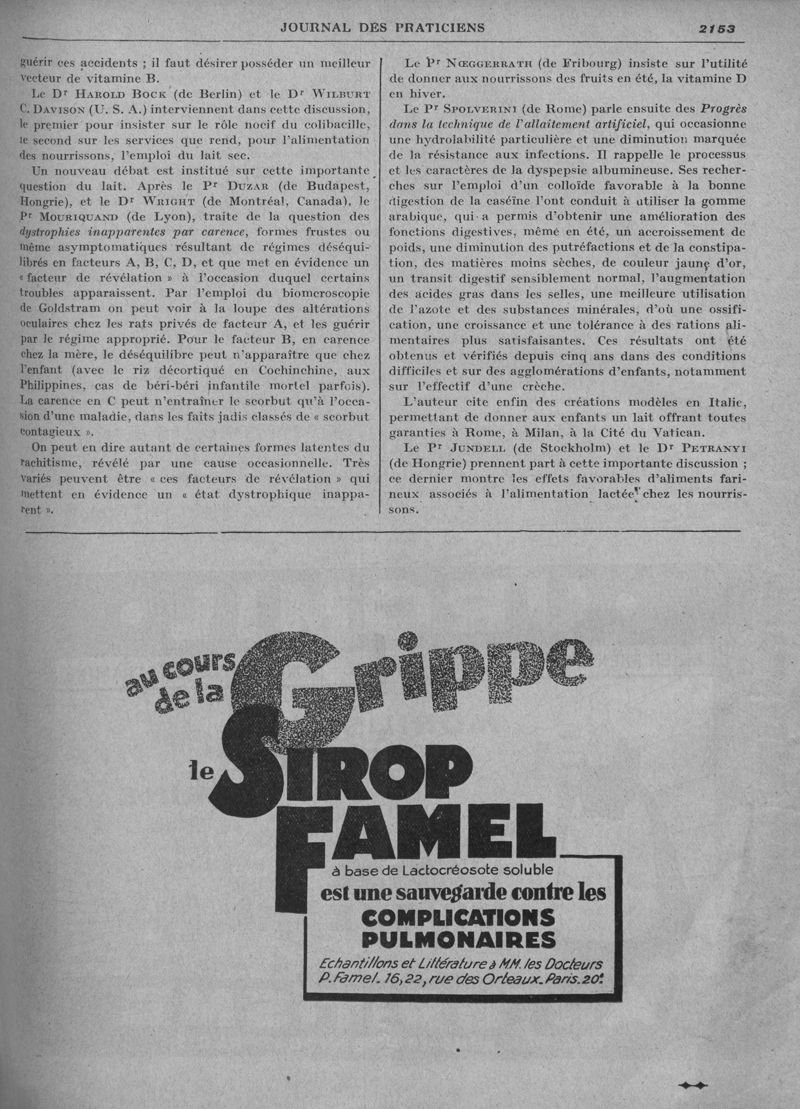 JOURNAL DES PRATICIENS 2153
guérir ces accidents ; il faut désirer posséder un meilleur
vecteur de vitamine B.
Le Dr HAROLD BOCK (de Berlin) et le Dr WILBURT
C. DAVISON (U. S. A.) interviennent dans cette discussion,
le premier pour insister sur le rôle nocif du colibacille,
le second sur les services que rend, pour l'alimentation
des nourrissons, l'emploi du lait sec.
Un nouveau débat est institué sur cette importante
question du lait. Après le Pr DUZAR (de Budapest,
Hongrie), et le Dr WRIGHT (de Montréal, Canada), le
Pr MOURIQUAND (de Lyon), traite de la question des
dystrophies inapparentes par carence, formes frustes ou
même asymptomatiques résultant de régimes déséqui-
librés en facteurs A, B, C, D, et que met en évidence un
« facteur de révélation » à l'occasion duquel certains
troubles apparaissent. Par l'emploi du biomcroscopie
de Goldstram on peut voir à la loupe des altérations
oculaires chez les rats privés de facteur A, et les guérir
par le régime approprié. Pour le facteur B, en carence
chez la mère, le déséquilibre peut n'apparaître que chez
l'enfant (avec le riz décortiqué en Cochinchine, aux
Philippines, cas de béri-béri infantile mortel parfois).
La carence en C peut n'entraîner le scorbut qu'à l'occa-
sion d'une maladie, dans les faits jadis classés de « scorbut
contagieux ».
On peut en dire autant de certaines formes latentes du
rachitisme, révélé par une cause occasionnelle. Très
variés peuvent être « ces facteurs de révélation » qui
mettent en évidence un « état dystrophique inappa-
rent ».
Le Pr NŒGGERRATH (de Fribourg) insiste sur l'utilité
de donner aux nourrissons des fruits en été, la vitamine D
en hiver.
Le Pr SPOLVERINI (de Rome) parle ensuite des Progrès
dans la technique de l'allaitement artificiel, qui occasionne
une hydrolabilité particulière et une diminution marquée
de la résistance aux infections. Il rappelle le processus
et les caractères de la dyspepsie albumineuse. Ses recher-
ches sur l'emploi d'un colloïde favorable à la bonne
digestion de la caséïne l'ont conduit à utiliser la gomme
arabique, qui a permis d'obtenir une amélioration des
fonctions digestives, même en été, un accroissement de
poids, une diminution des putréfactions et de la constipa-
tion, des matières moins sèches, de couleur jaune d'or,
un transit digestif sensiblement normal, l'augmentation
des acides gras dans les selles, une meilleure utilisation
de l'azote et des substances minérales, d'où une ossifi-
cation, une croissance et une tolérance à des rations ali-
mentaires plus satisfaisantes. Ces résultats ont été
obtenus et vérifiés depuis cinq ans dans des conditions
difficiles et sur des agglomérations d'enfants, notamment
sur l'effectif d'une crèche.
L'auteur cite enfin des créations modèles en Italie,
permettant de donner aux enfants un lait offrant toutes
garanties à Rome, à Milan, à la Cité du Vatican.
Le Pr JUNDELL (de Stockholm) et le Dr PETRANYI
(de Hongrie) prennent part à cette importante discussion ;
ce dernier montre les effets favorables d'aliments fari-
neux associés à l'alimentation lactée chez les nourris-
sons.
au cours
de la
Grippe
le SIROP
FAMEL
à base de Lactocréosote soluble
est une sauvegarde contre les
COMPLICATIONS
PULMONAIRES
Echantillons et Littérature à MM. les Docteurs
P. Famel. 16, 22, rue des Orteaux. Paris. 20e.